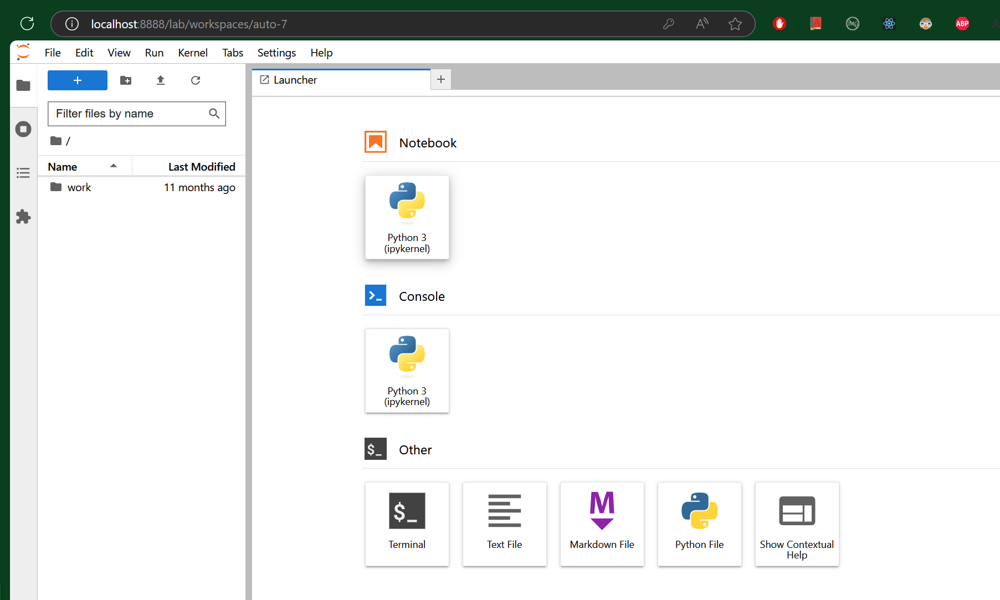 localhost:8888/lab/workspaces/auto-7
ABP
File Edit View Run Kernel Tabs Settings Help
Launcher
Filter files by name
/
Name Last Modified
work 11 months ago
Notebook
Python 3
(ipykernel)
Console
Python 3
(ipykernel)
$_ Other
$_
Terminal
Text File
M
Markdown File
Python File
Show Contextual
Help